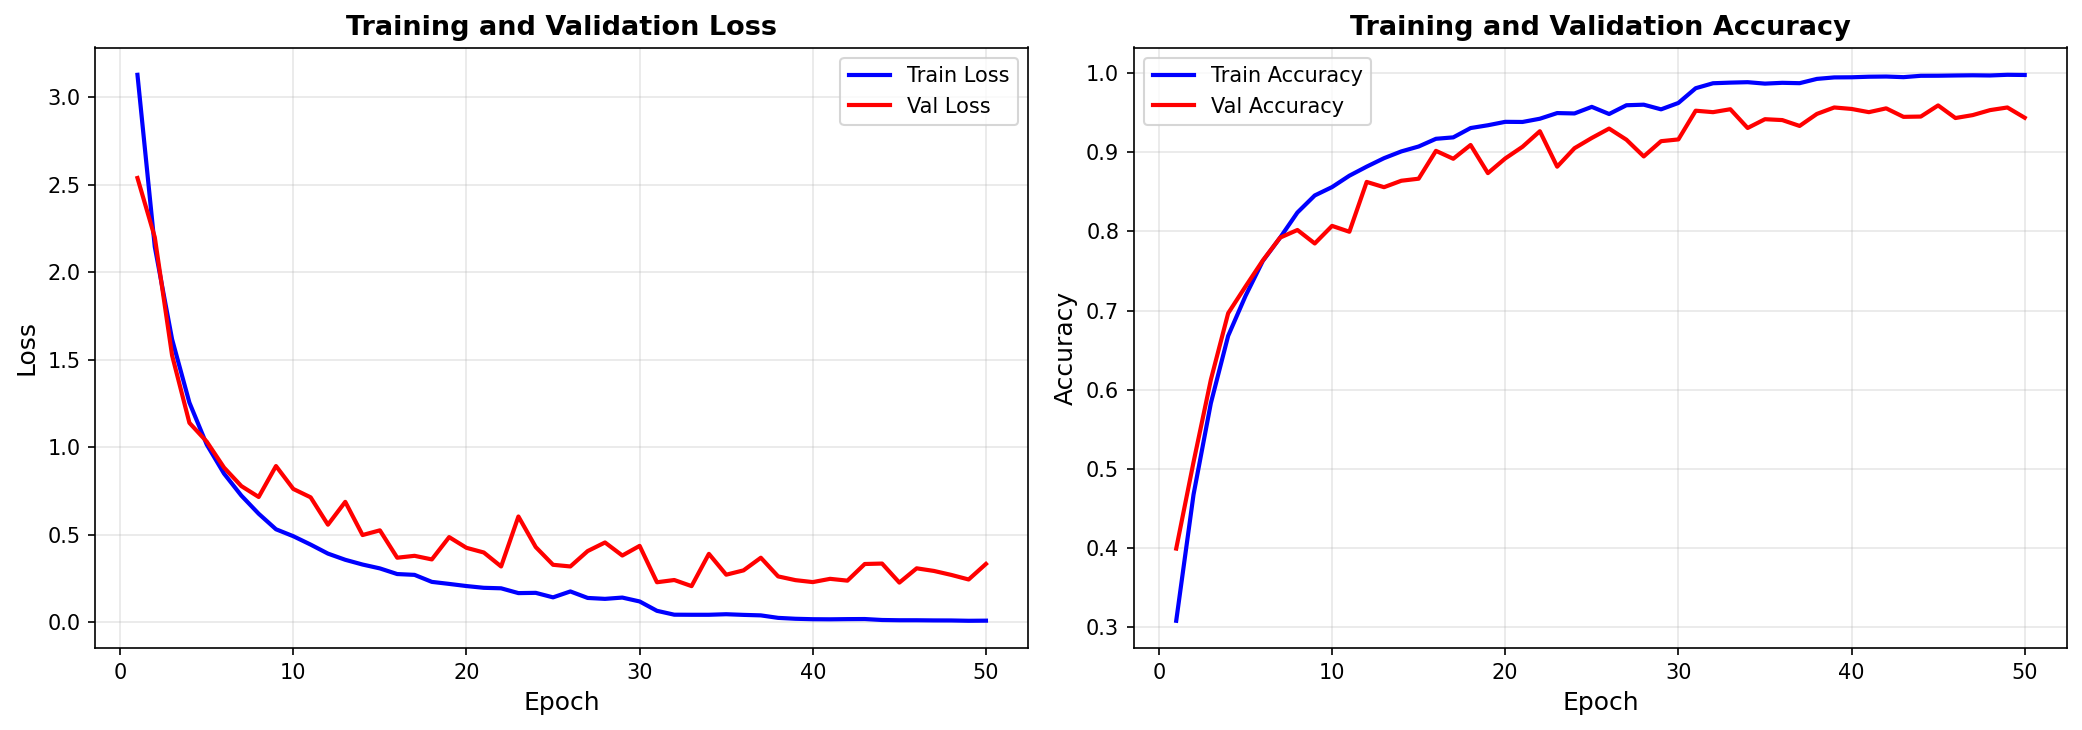 Training and Validation Loss
3.0
2.5
2.0
1.5
1.0
0.5
0.0
Loss
Train Loss
Val Loss
0 10 20 30 40 50
Epoch
Training and Validation Accuracy
1.0
0.9
0.8
0.7
0.6
0.5
0.4
0.3
Accuracy
Train Accuracy
Val Accuracy
0 10 20 30 40 50
Epoch